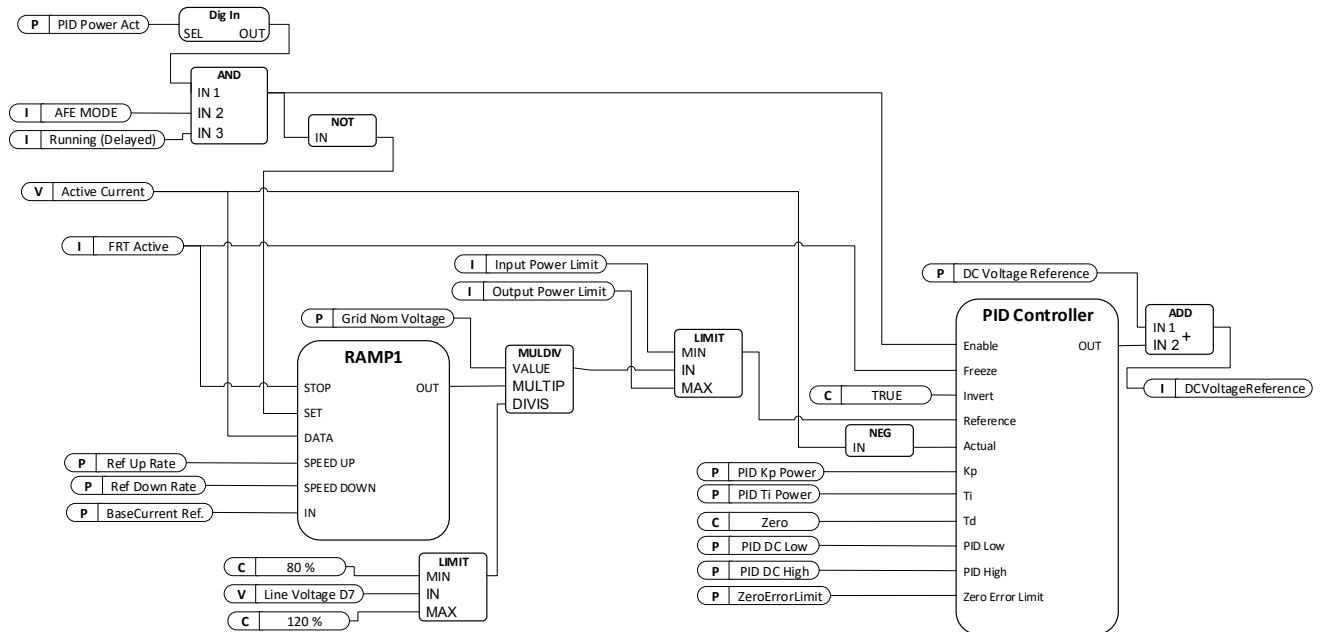 P PID Power Act
Dig In
SEL OUT
AND
IN 1
IN 2
IN 3
I AFE MODE
I Running (Delayed)
NOT
IN
V Active Current
I FRT Active
I Input Power Limit
I Output Power Limit
P Grid Nom Voltage
RAMP1
STOP OUT
SET
DATA
SPEED UP
SPEED DOWN
IN
P Ref Up Rate
P Ref Down Rate
P BaseCurrent Ref.
MULDIV
VALUE
MULTIP
DIVIS
LIMIT
MIN
IN
MAX
C 80 %
V Line Voltage D7
C 120 %
LIMIT
MIN
IN
MAX
P DC Voltage Reference
PID Controller
Enable OUT
Freeze
Invert
Reference
Actual
Kp
Ti
Td
PID Low
PID High
Zero Error Limit
C TRUE
NEG
IN
P PID Kp Power
P PID Ti Power
C Zero
P PID DC Low
P PID DC High
P ZeroErrorLimit
ADD
IN 1
IN 2 +
I DCVoltageReference